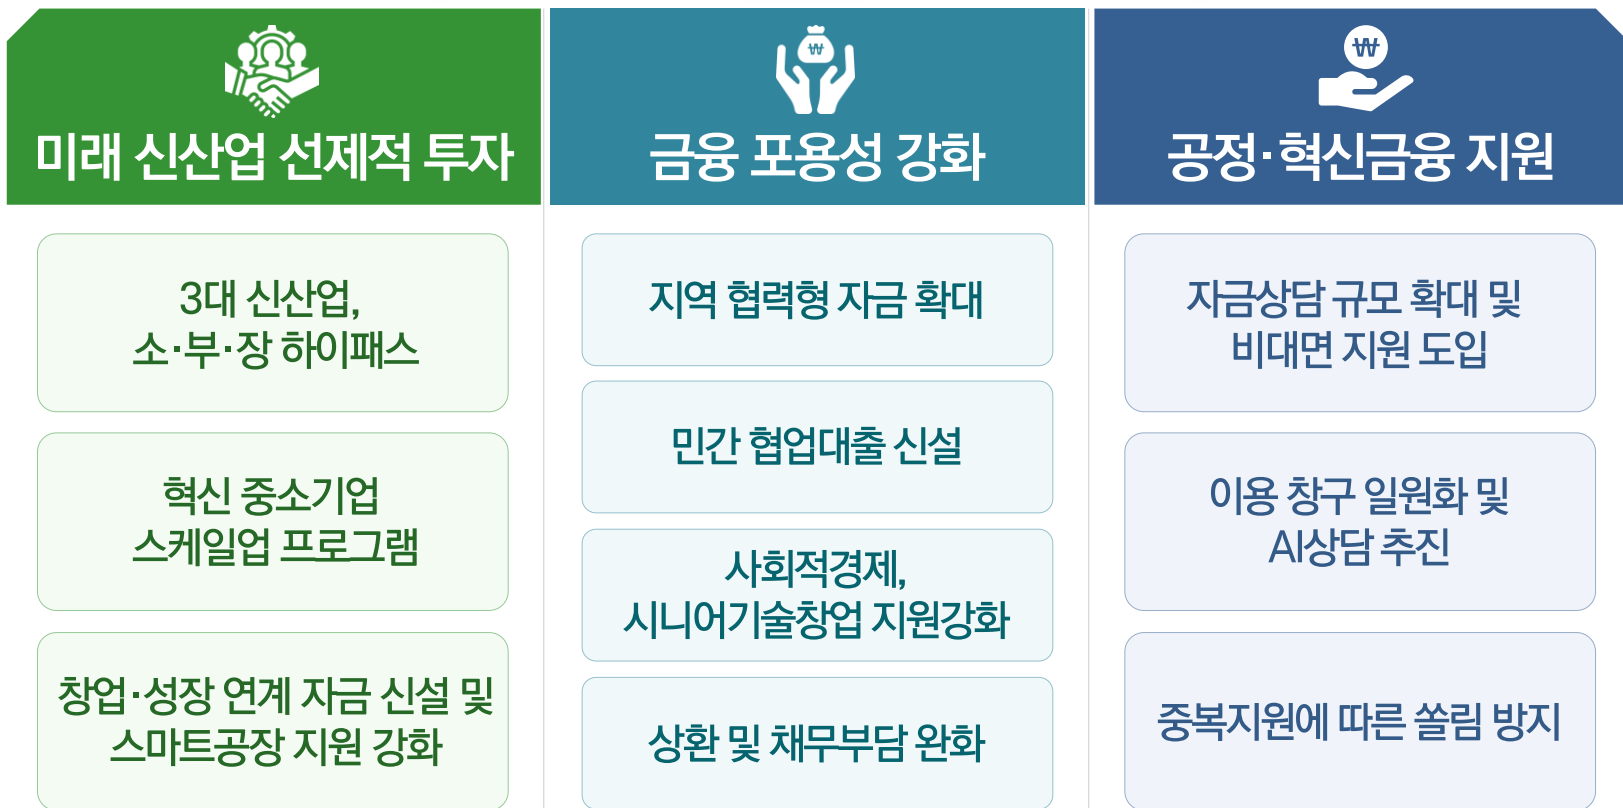 미래 신산업 선제적 투자
3대 신산업,
소·부·장 하이패스
혁신 중소기업
스케일업 프로그램
창업·성장 연계 자금 신설 및
스마트공장 지원 강화
₩
금융 포용성 강화
지역 협력형 자금 확대
민간 협업대출 신설
사회적경제,
시니어기술창업 지원강화
상환 및 채무부담 완화
₩
공정·혁신금융 지원
자금상담 규모 확대 및
비대면 지원 도입
이용 창구 일원화 및
AI상담 추진
중복지원에 따른 쏠림 방지